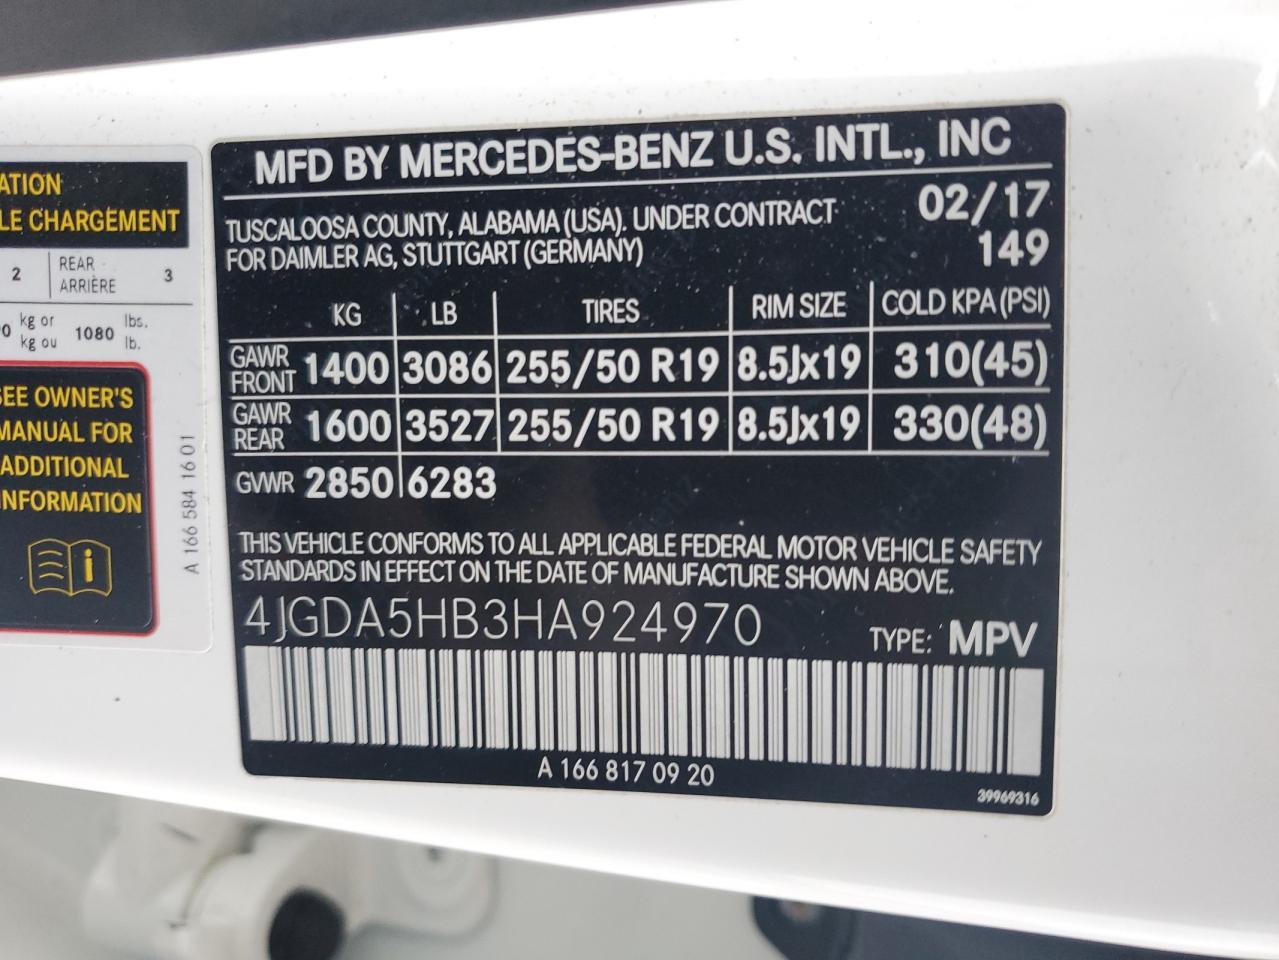 ATION
LE CHARGEMENT
2
REAR
ARRIÈRE
3
0 kg or
kg ou
1080
lbs.
lb.
SEE OWNER'S
MANUAL FOR
ADDITIONAL
INFORMATION
A 166 584 16 01
MFD BY MERCEDES-BENZ U.S. INTL., INC
TUSCALOOSA COUNTY, ALABAMA (USA). UNDER CONTRACT
FOR DAIMLER AG, STUTTGART (GERMANY)
02/17
149
KG LB TIRES RIM SIZE COLD KPA (PSI)
GAWR
FRONT 1400 3086 255/50 R19 8.5Jx19 310(45)
GAWR
REAR 1600 3527 255/50 R19 8.5Jx19 330(48)
GVWR 2850 6283
THIS VEHICLE CONFORMS TO ALL APPLICABLE FEDERAL MOTOR VEHICLE SAFETY
STANDARDS IN EFFECT ON THE DATE OF MANUFACTURE SHOWN ABOVE.
4JGDA5HB3HA924970
TYPE: MPV
A 166 817 09 20
39969316